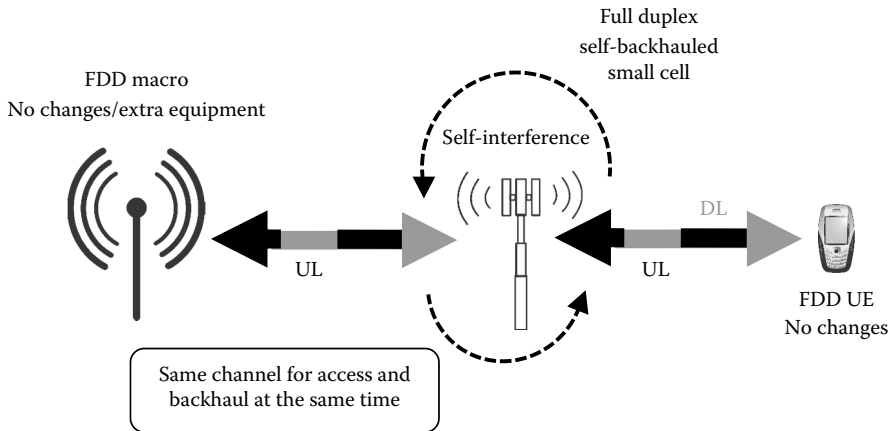 Full duplex
self-backhauled
small cell
FDD macro
No changes/extra equipment
Self-interference
DL
UL
UL
FDD UE
No changes
Same channel for access and
backhaul at the same time